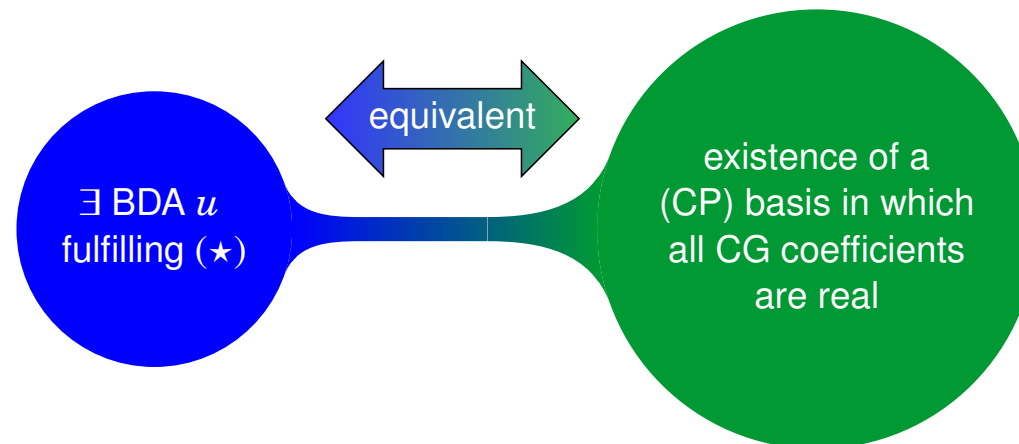 equivalent
∃ BDA u
fulfilling (⋆)
existence of a
(CP) basis in which
all CG coefficients
are real